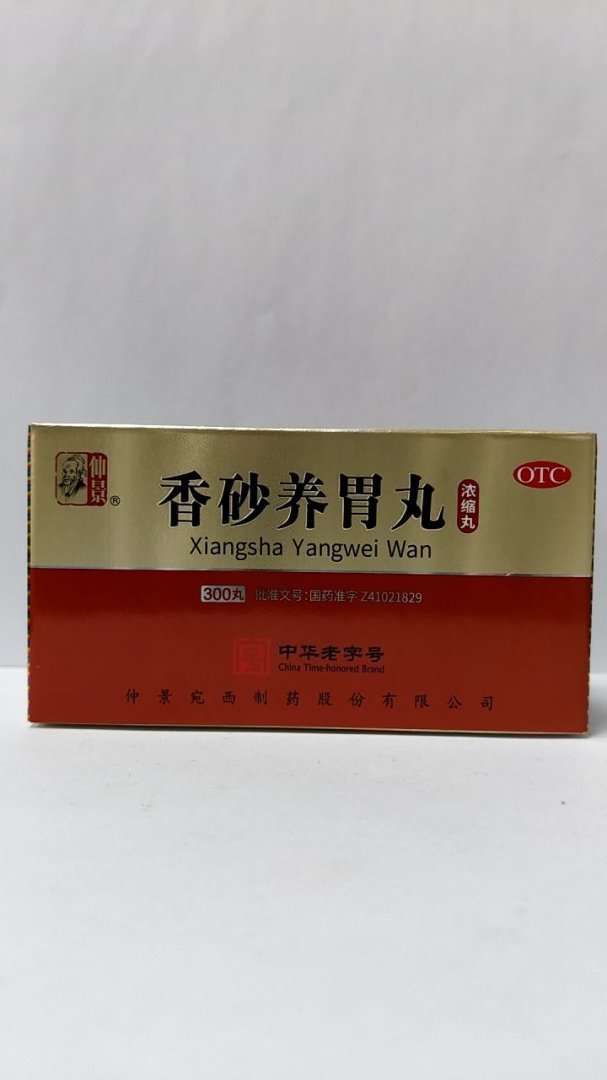 仲景®
香砂养胃丸 浓缩丸
OTC
Xiangsha Yangwei Wan
300丸 批准文号:国药准字 Z41021829
中华老字号
China Time-honored Brand
仲景宛西制药股份有限公司